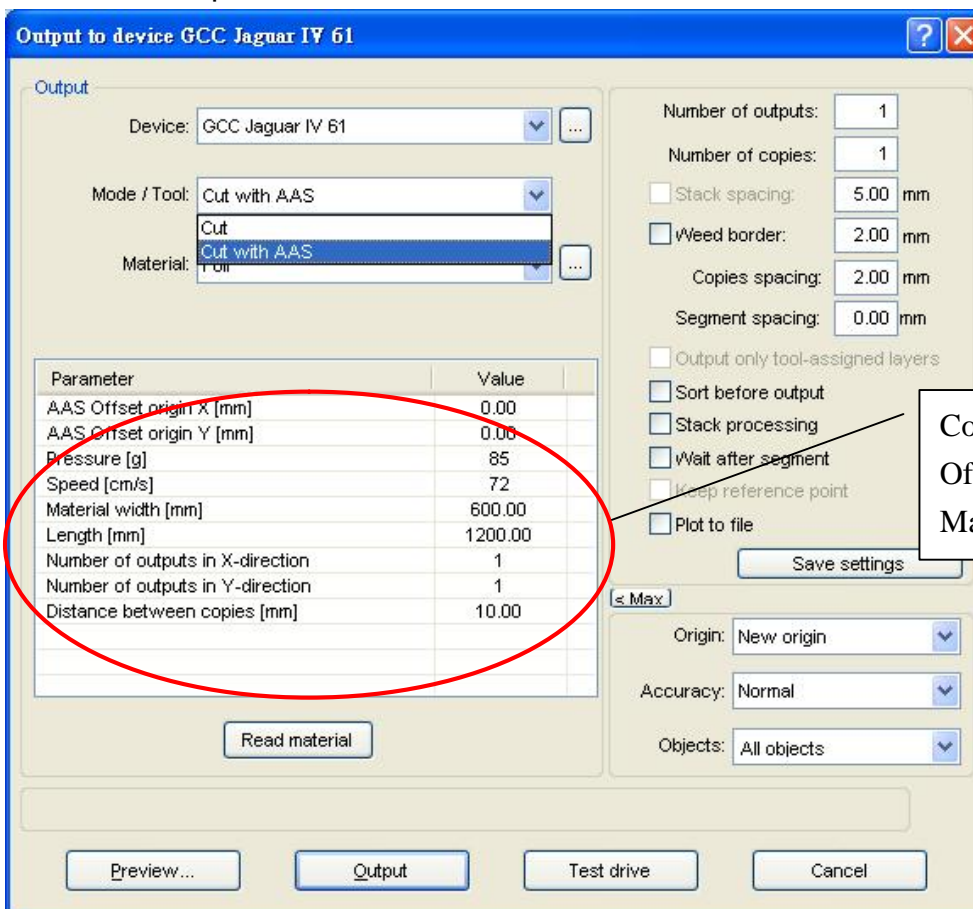 Output to device GCC Jaguar IV 61
Output
Device: GCC Jaguar IV 61 ...
Mode / Tool: Cut with AAS
Cut
Cut with AAS
Material: ...
Parameter Value
AAS Offset origin X [mm] 0.00
AAS Offset origin Y [mm] 0.00
Pressure [g] 85
Speed [cm/s] 72
Material width [mm] 600.00
Length [mm] 1200.00
Number of outputs in X-direction 1
Number of outputs in Y-direction 1
Distance between copies [mm] 10.00
Read material
Number of outputs: 1
Number of copies: 1
Stack spacing: 5.00 mm
Weed border: 2.00 mm
Copies spacing: 2.00 mm
Segment spacing: 0.00 mm
Output only tool-assigned layers
Sort before output
Stack processing
Wait after segment
Keep reference point
Plot to file
Save settings
< Max
Origin: New origin
Accuracy: Normal
Objects: All objects
Preview... Output Test drive Cancel